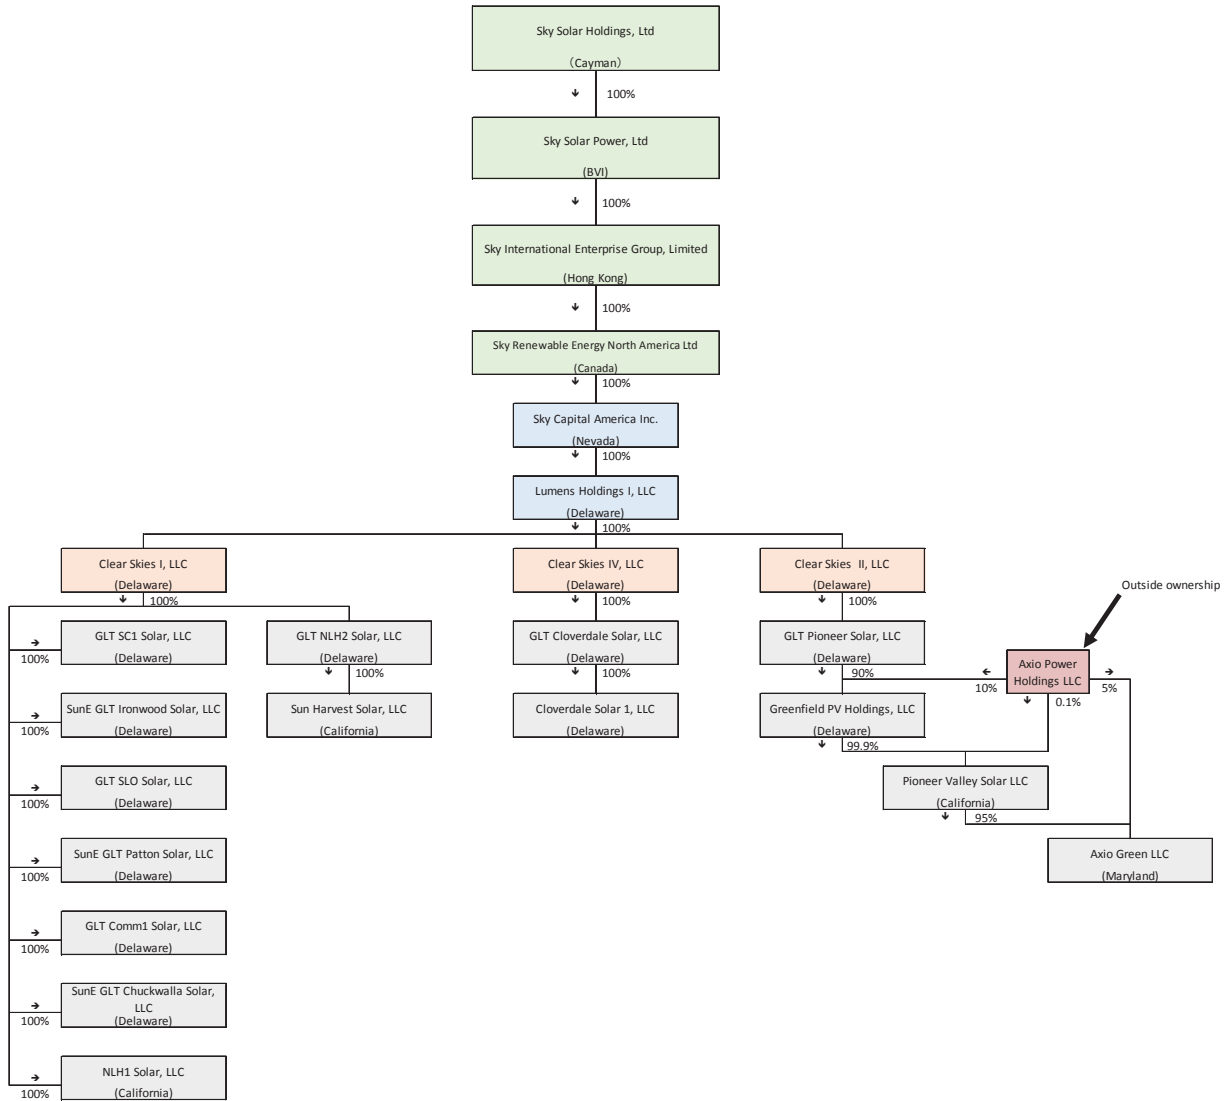 Sky Solar Holdings, Ltd
(Cayman)
100%
Sky Solar Power, Ltd
(BVI)
100%
Sky International Enterprise Group, Limited
(Hong Kong)
100%
Sky Renewable Energy North America Ltd
(Canada)
100%
Sky Capital America Inc.
(Nevada)
100%
Lumens Holdings I, LLC
(Delaware)
100%
Clear Skies I, LLC
(Delaware)
100%
Clear Skies IV, LLC
(Delaware)
100%
Clear Skies II, LLC
(Delaware)
100%
Outside ownership
GLT SC1 Solar, LLC
(Delaware)
100%
GLT NLH2 Solar, LLC
(Delaware)
100%
GLT Cloverdale Solar, LLC
(Delaware)
100%
GLT Pioneer Solar, LLC
(Delaware)
90%
Axio Power
Holdings LLC
10%
5%
0.1%
SunE GLT Ironwood Solar, LLC
(Delaware)
100%
Sun Harvest Solar, LLC
(California)
Cloverdale Solar 1, LLC
(Delaware)
Greenfield PV Holdings, LLC
(Delaware)
99.9%
GLT SLO Solar, LLC
(Delaware)
100%
Pioneer Valley Solar LLC
(California)
95%
SunE GLT Patton Solar, LLC
(Delaware)
100%
Axio Green LLC
(Maryland)
GLT Comm1 Solar, LLC
(Delaware)
100%
SunE GLT Chuckwalla Solar,
LLC
(Delaware)
100%
NLH1 Solar, LLC
(California)
100%